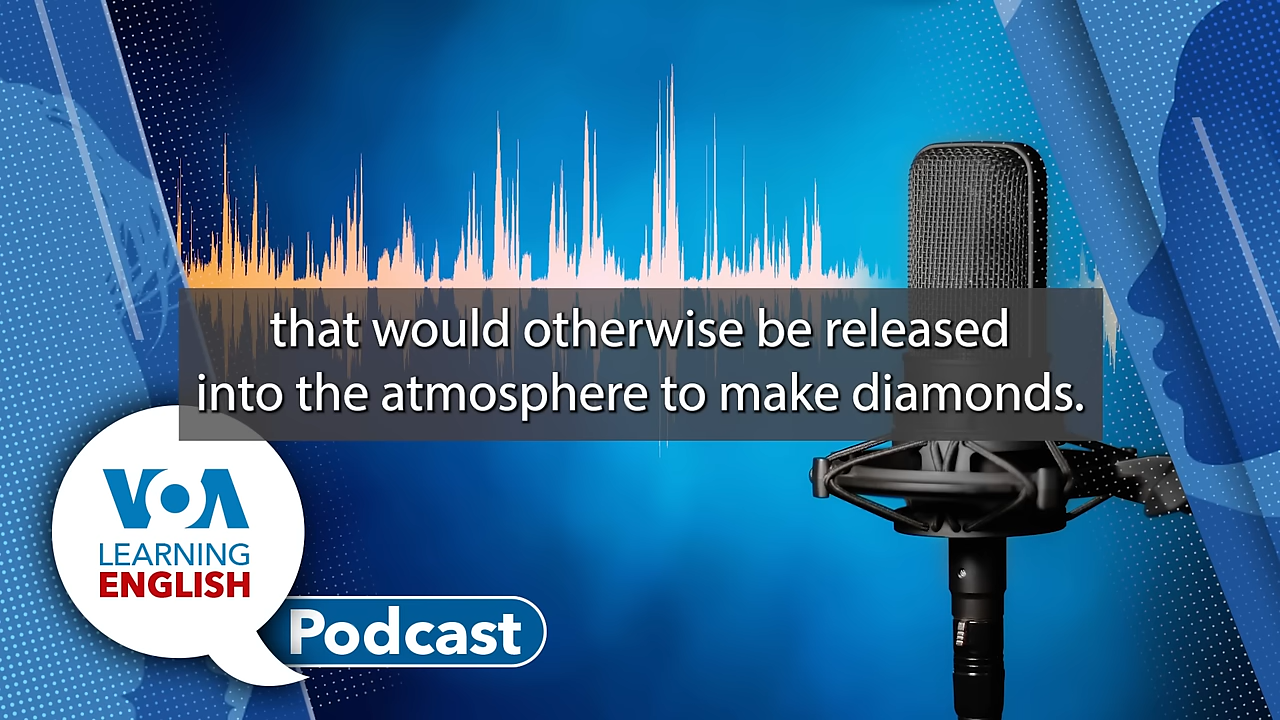 that would otherwise be released
into the atmosphere to make diamonds.
VOA
LEARNING
ENGLISH
Podcast